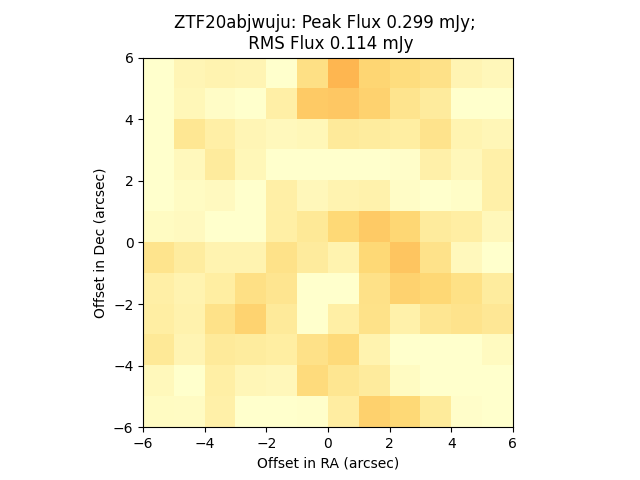 ZTF20abjwuju: Peak Flux 0.299 mJy;
RMS Flux 0.114 mJy
6
4
2
0
−2
−4
−6
Offset in Dec (arcsec)
−6 −4 −2 0 2 4 6
Offset in RA (arcsec)